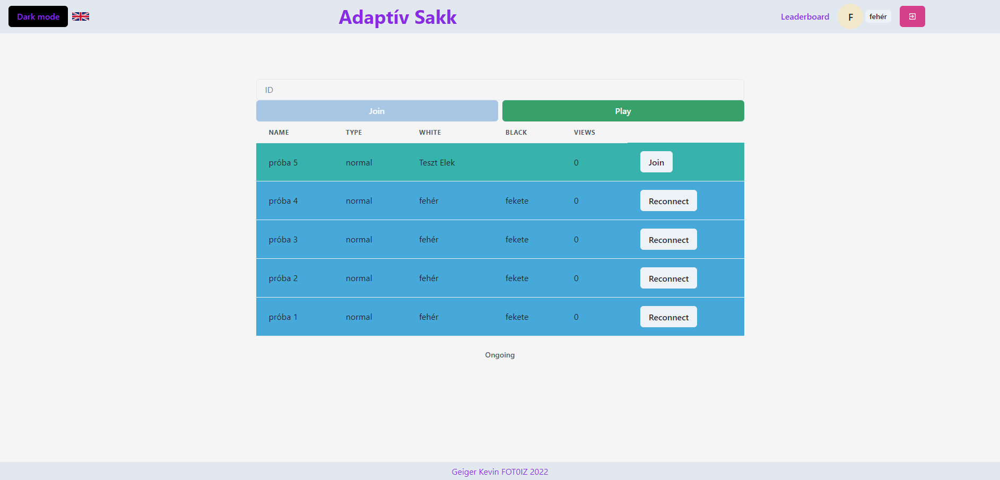 Dark mode
Adaptív Sakk
Leaderboard F fehér
ID
Join Play
NAME TYPE WHITE BLACK VIEWS
próba 5 normal Teszt Elek 0 Join
próba 4 normal fehér fekete 0 Reconnect
próba 3 normal fehér fekete 0 Reconnect
próba 2 normal fehér fekete 0 Reconnect
próba 1 normal fehér fekete 0 Reconnect
Ongoing
Geiger Kevin FOT0IZ 2022